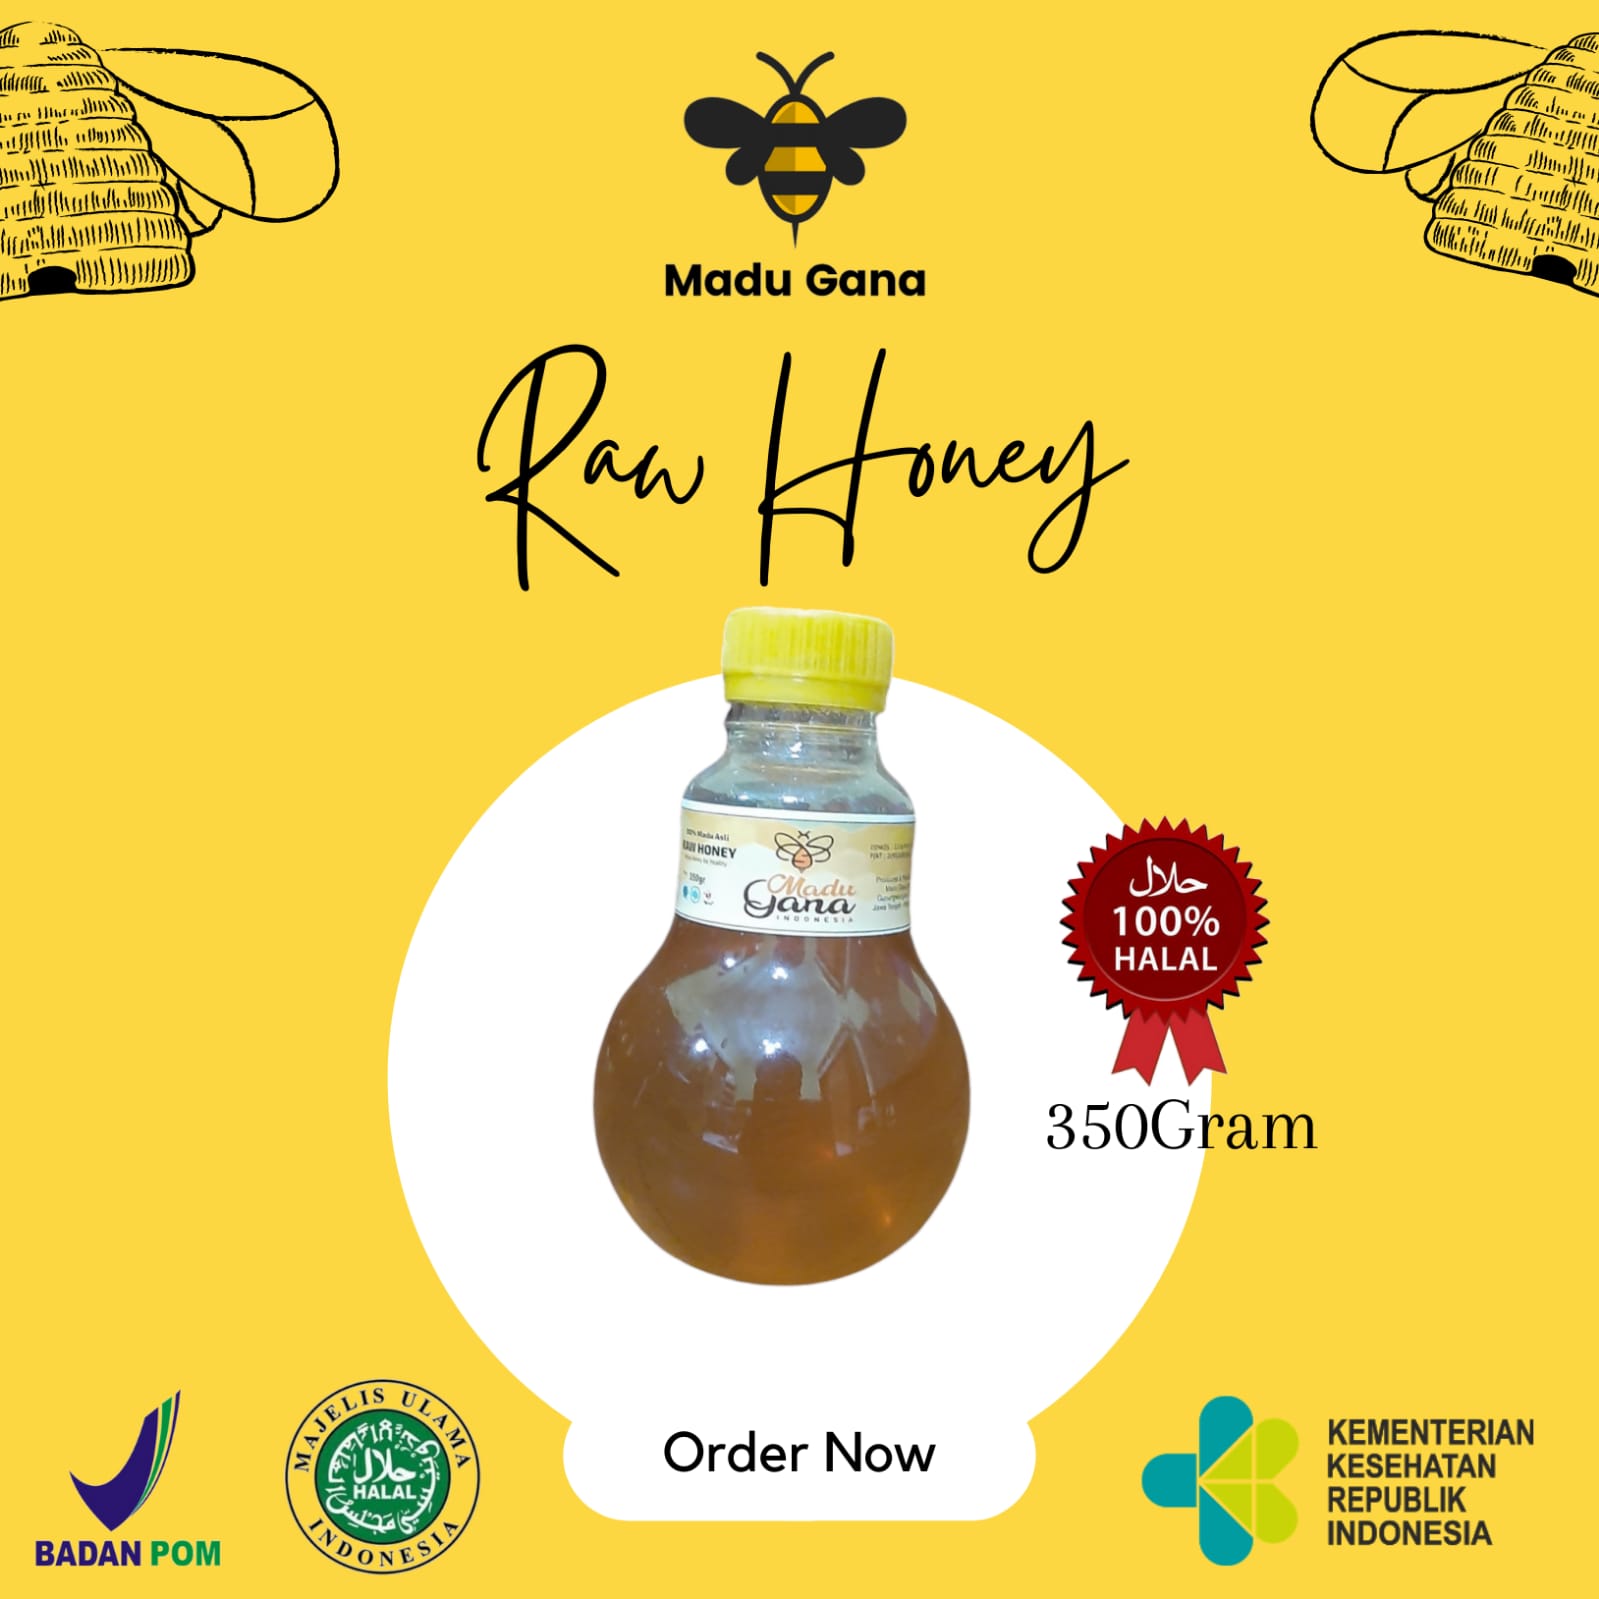 Madu Gana
Raw Honey
100% Madu Asli
RAW HONEY
350gr
Madu
Gana
INDONESIA
حلال
100%
HALAL
350Gram
Order Now
BADAN POM
MAJELIS ULAMA
حلال
HALAL
INDONESIA
KEMENTERIAN
KESEHATAN
REPUBLIK
INDONESIA